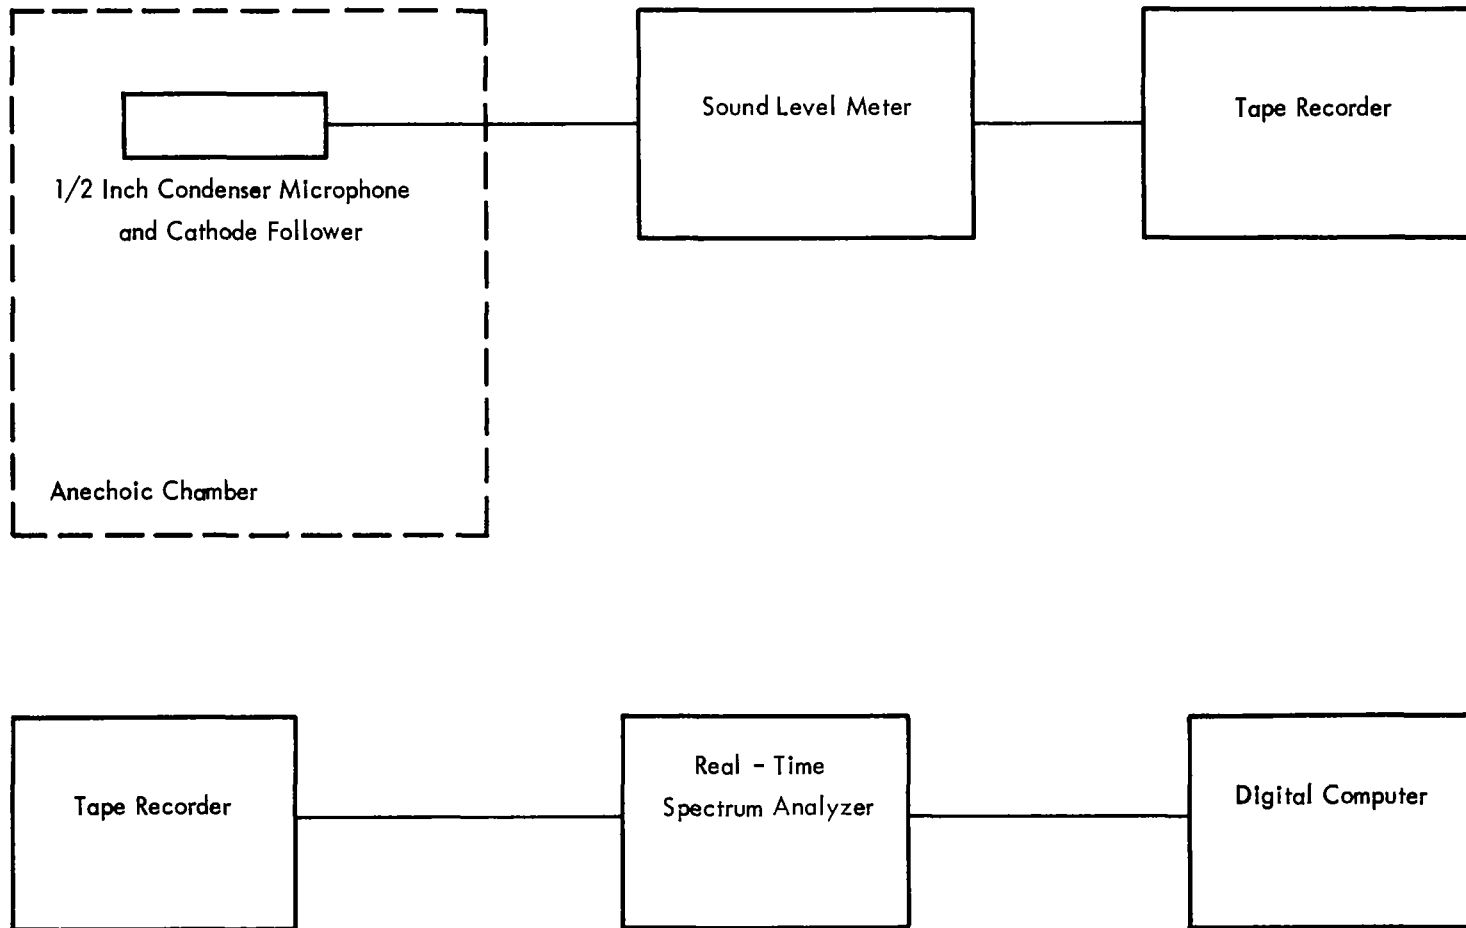 Sound Level Meter
Tape Recorder
1/2 Inch Condenser Microphone
and Cathode Follower
Anechoic Chamber
Tape Recorder
Real - Time
Spectrum Analyzer
Digital Computer